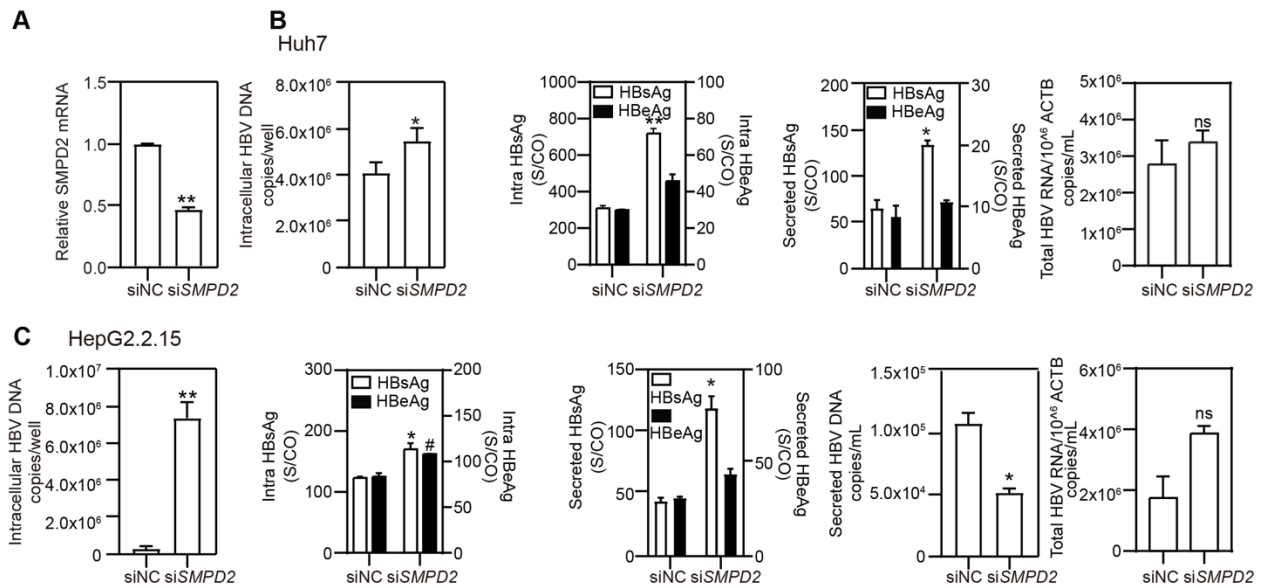 A
B
Huh7
Relative SMPD2 mRNA
1.5
1.0
0.5
0.0
**
siNC siSMPD2
Intracellular HBV DNA
copies/well
8.0x10⁶
6.0x10⁶
4.0x10⁶
2.0x10⁶
0
*
siNC siSMPD2
Intra HBsAg
(S/CO)
1000
800
600
400
200
0
HBsAg
HBeAg
**
100
80
60
40
20
0
Intra HBeAg
(S/CO)
siNC siSMPD2
Secreted HBsAg
(S/CO)
200
150
100
50
0
HBsAg
HBeAg
*
30
20
10
0
Secreted HBeAg
(S/CO)
siNC siSMPD2
Total HBV RNA/10^⁶ ACTB
copies/mL
5x10⁶
4x10⁶
3x10⁶
2x10⁶
1x10⁶
0
ns
siNC siSMPD2
C
HepG2.2.15
Intracellular HBV DNA
copies/well
1.0x10⁷
8.0x10⁶
6.0x10⁶
4.0x10⁶
2.0x10⁶
0
**
siNC siSMPD2
Intra HBsAg
(S/CO)
300
200
100
0
HBsAg
HBeAg
*
#
200
150
100
50
0
Intra HBeAg
(S/CO)
siNC siSMPD2
Secreted HBsAg
(S/CO)
150
100
50
0
HBsAg
HBeAg
*
100
50
0
Secreted HBeAg
(S/CO)
siNC siSMPD2
Secreted HBV DNA
copies/mL
1.5x10⁵
1.0x10⁵
5.0x10⁴
0
*
siNC siSMPD2
Total HBV RNA/10^⁶ ACTB
copies/mL
6x10⁶
4x10⁶
2x10⁶
0
ns
siNC siSMPD2